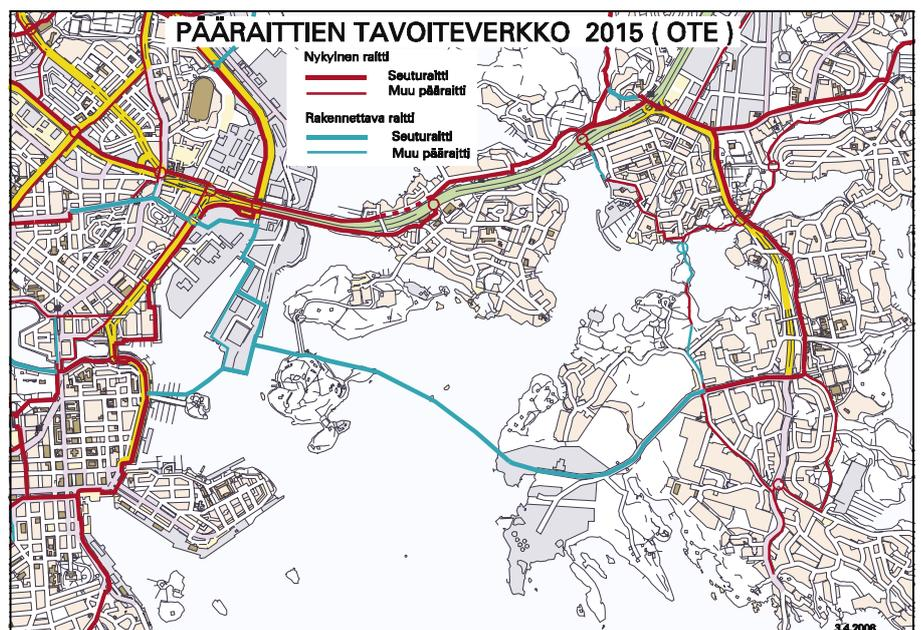 PÄÄRAITTIEN TAVOITEVERKKO 2015 ( OTE )
Nykyinen raitti
Seuturaitti
Muu pääraitti
Rakennettava raitti
Seuturaitti
Muu pääraitti
3.4.2006